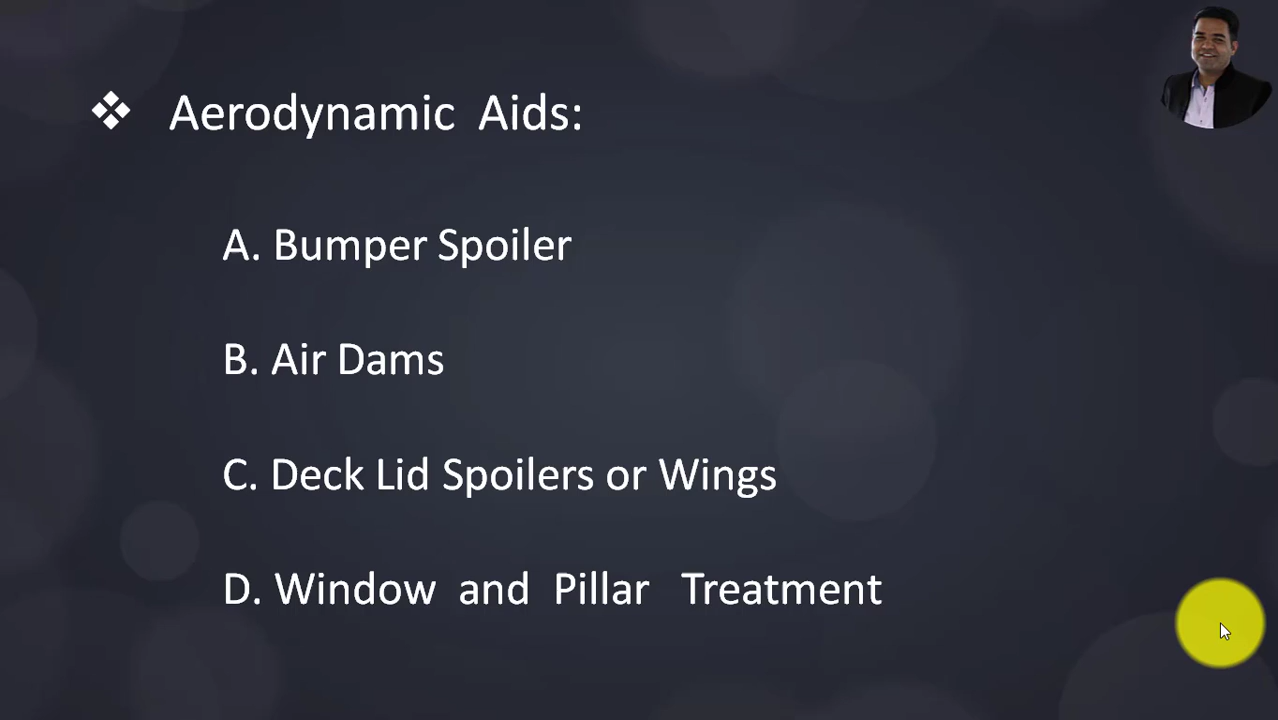 ❖ Aerodynamic Aids:
A. Bumper Spoiler
B. Air Dams
C. Deck Lid Spoilers or Wings
D. Window and Pillar Treatment